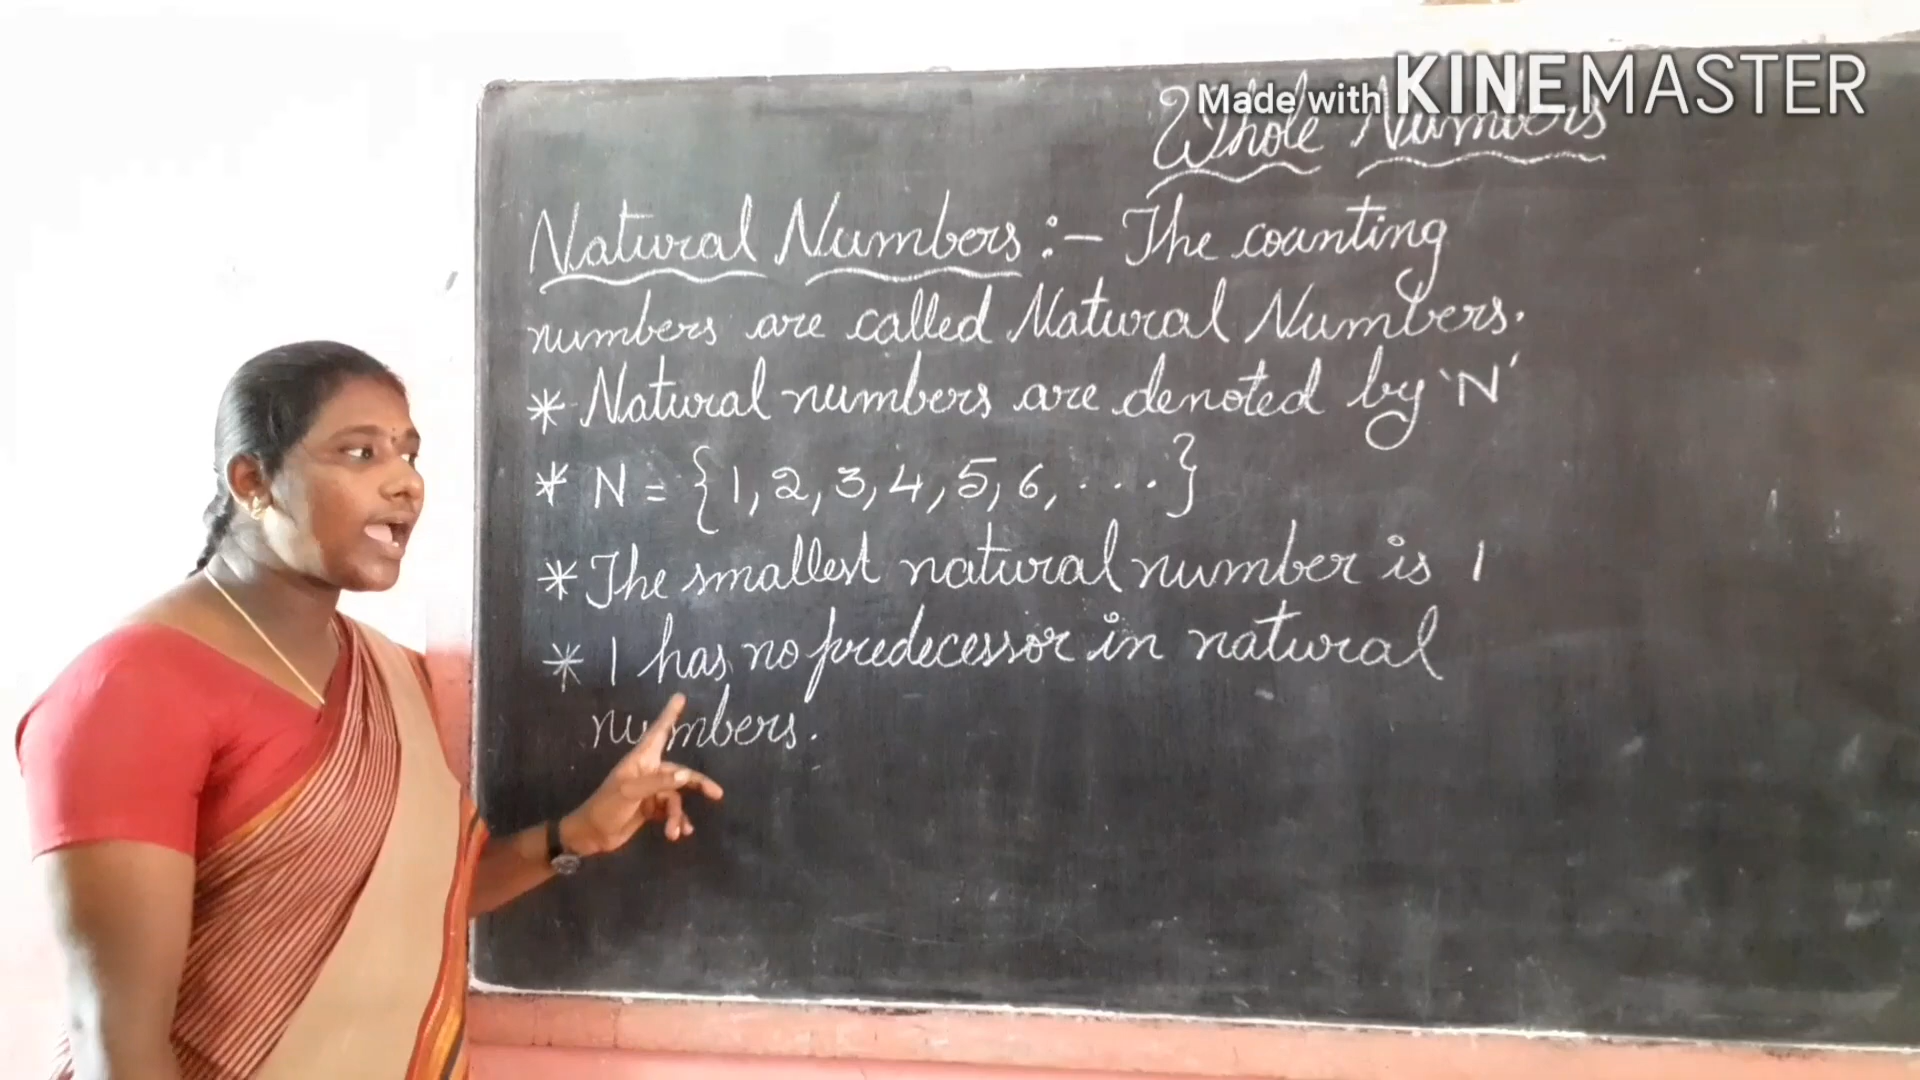 Made with KINEMASTER
Whole Numbers
Natural Numbers :- The counting
numbers are called Natural Numbers.
* Natural numbers are denoted by 'N'
* N = {1, 2, 3, 4, 5, 6, ....}
* The smallest natural number is 1
* 1 has no predecessor in natural
numbers.